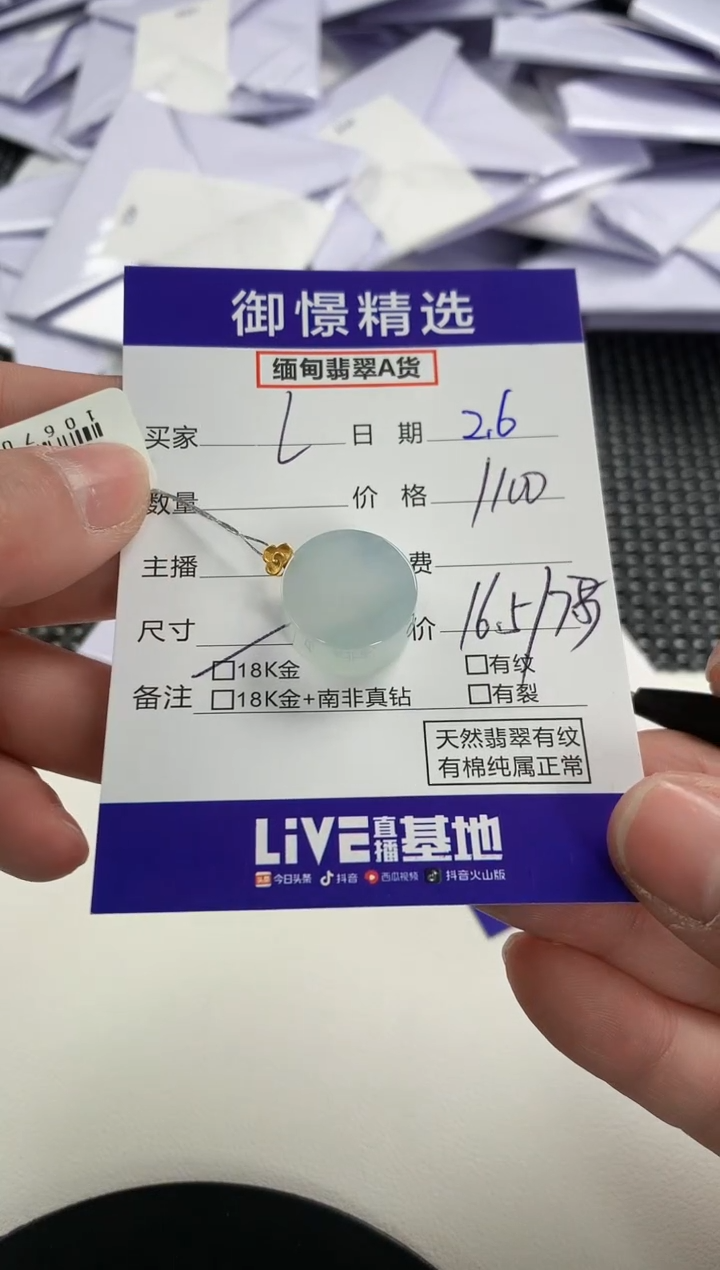 御憬精选
缅甸翡翠A货
买家 L 日 期 2.6
数量 价 格 1100
主播 费
尺寸 价 16.5/
备注 □18K金 □有纹
□18K金+南非真钻 □有裂
天然翡翠有纹
有棉纯属正常
LiVE直播基地
今日头条 抖音 西瓜视频 抖音火山版